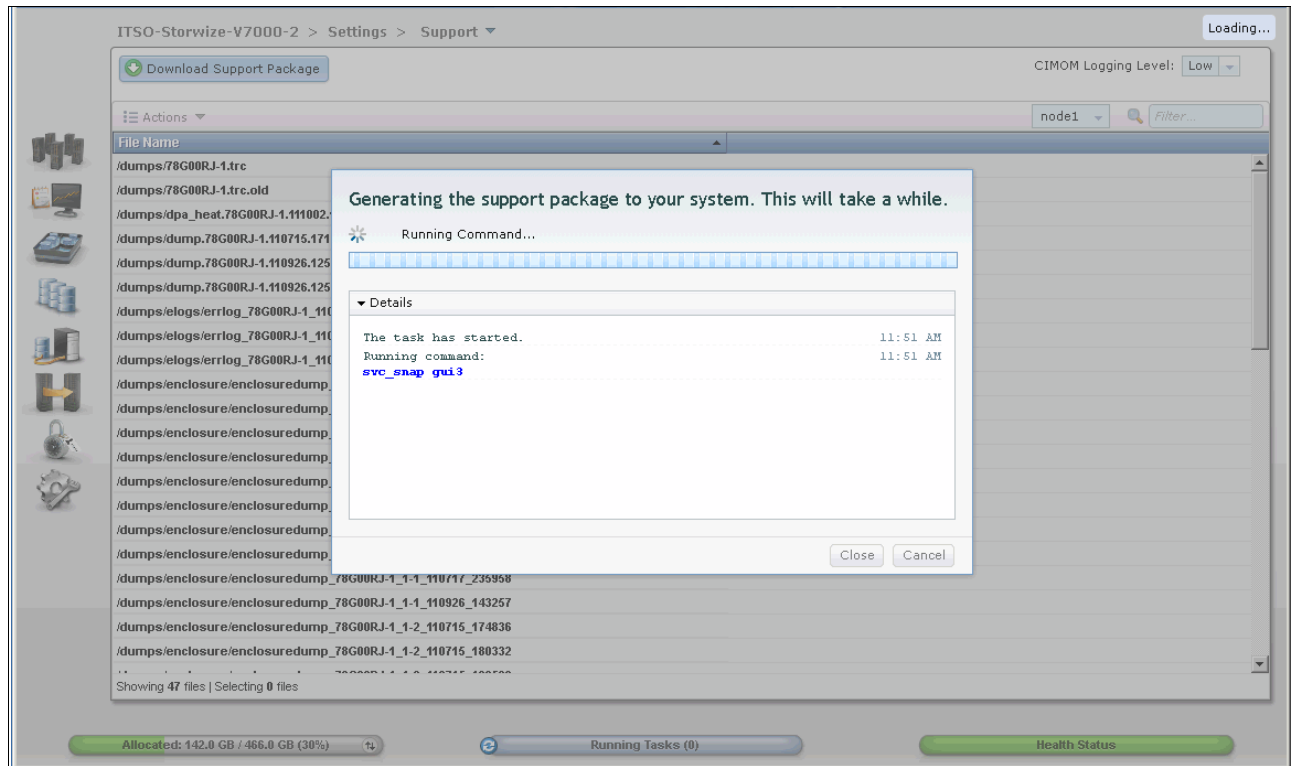 ITSO-Storwize-V7000-2 > Settings > Support
Loading...
Download Support Package
CIMOM Logging Level: Low
Actions
node1
Filter...
File Name
/dumps/78G00RJ-1.trc
/dumps/78G00RJ-1.trc.old
/dumps/dpa_heat.78G00RJ-1.111002.
/dumps/dump.78G00RJ-1.110715.171
/dumps/dump.78G00RJ-1.110926.125
/dumps/dump.78G00RJ-1.110926.125
/dumps/elogs/errlog_78G00RJ-1_110
/dumps/elogs/errlog_78G00RJ-1_110
/dumps/elogs/errlog_78G00RJ-1_110
/dumps/enclosure/enclosuredump_
/dumps/enclosure/enclosuredump_
/dumps/enclosure/enclosuredump_
/dumps/enclosure/enclosuredump_
/dumps/enclosure/enclosuredump_
/dumps/enclosure/enclosuredump_
/dumps/enclosure/enclosuredump_
/dumps/enclosure/enclosuredump_
/dumps/enclosure/enclosuredump_78G00RJ-1_1-1_110717_235958
/dumps/enclosure/enclosuredump_78G00RJ-1_1-1_110926_143257
/dumps/enclosure/enclosuredump_78G00RJ-1_1-2_110715_174836
/dumps/enclosure/enclosuredump_78G00RJ-1_1-2_110715_180332
Generating the support package to your system. This will take a while.
Running Command...
Details
The task has started. 11:51 AM
Running command: 11:51 AM
svc_snap gui3
Close
Cancel
Showing 47 files | Selecting 0 files
Allocated: 142.0 GB / 466.0 GB (30%)
Running Tasks (0)
Health Status